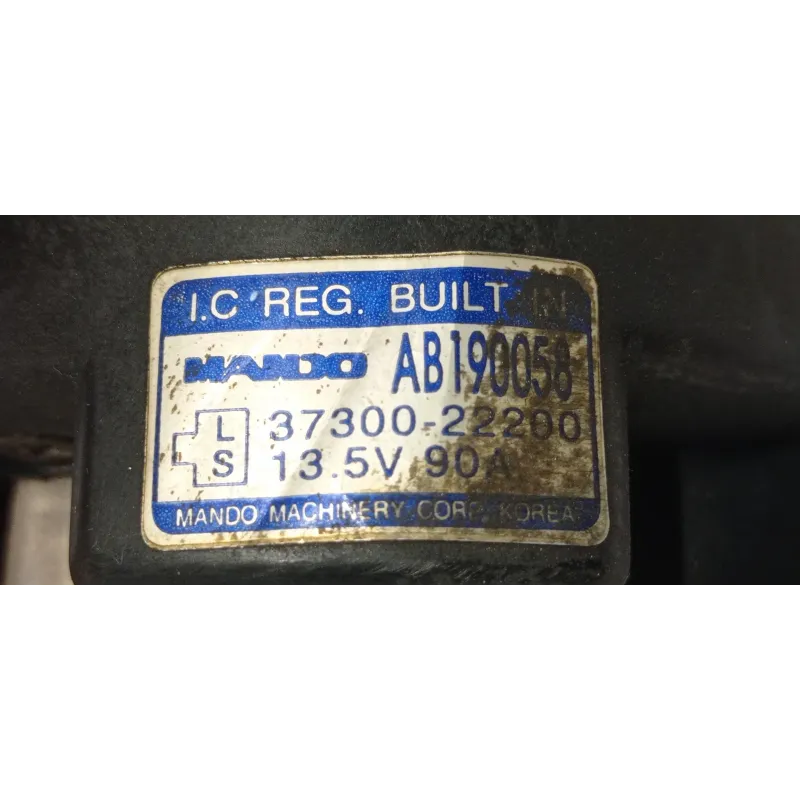 I.C REG. BUILT IN
MANDO AB190058
L 37300-22200
S 13.5V 90A
MANDO MACHINERY CORP. KOREA